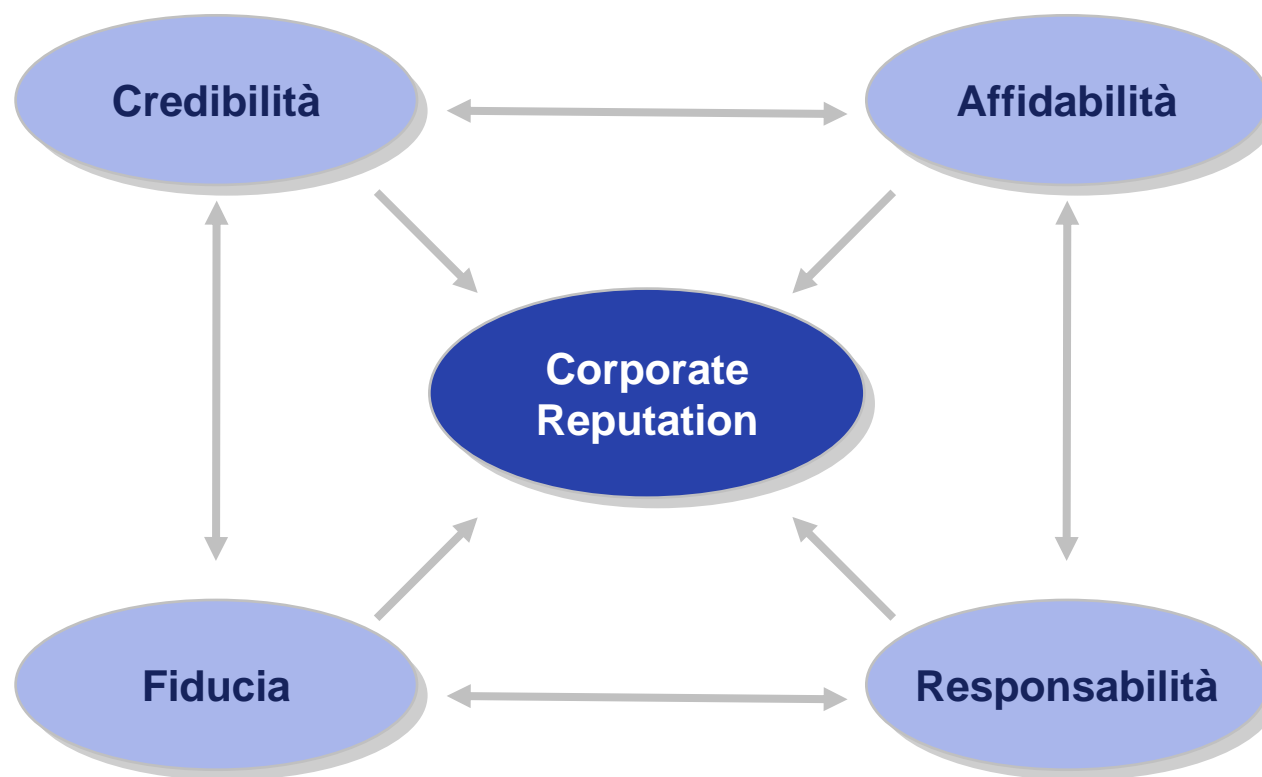 Credibilità
Affidabilità
Corporate
Reputation
Fiducia
Responsabilità